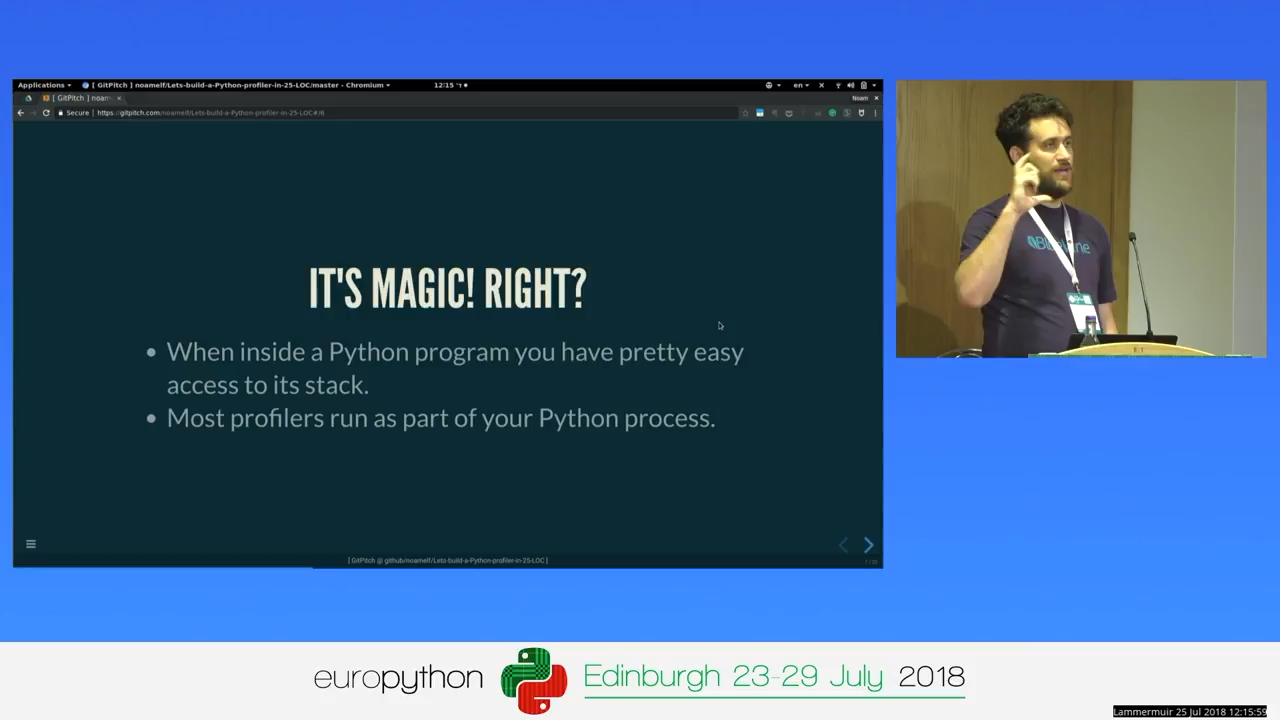 Applications
[ GitPitch ] noamelf/Lets-build-a-Python-profiler-in-25-LOC/master - Chromium
12:15
en
[ GitPitch ] noam
Noam
Secure
https://gitpitch.com/noamelf/Lets-build-a-Python-profiler-in-25-LOC#/6
IT'S MAGIC! RIGHT?
• When inside a Python program you have pretty easy
access to its stack.
• Most profilers run as part of your Python process.
[ GitPitch @ github/noamelf/Lets-build-a-Python-profiler-in-25-LOC ]
europython
Edinburgh 23-29 July 2018
Lammermuir 25 Jul 2018 12:15:59